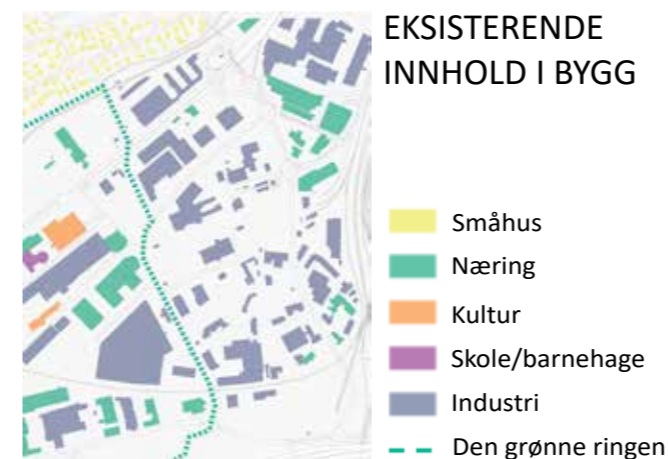 EKSISTERENDE
INNHOLD I BYGG
Småhus
Næring
Kultur
Skole/barnehage
Industri
Den grønne ringen